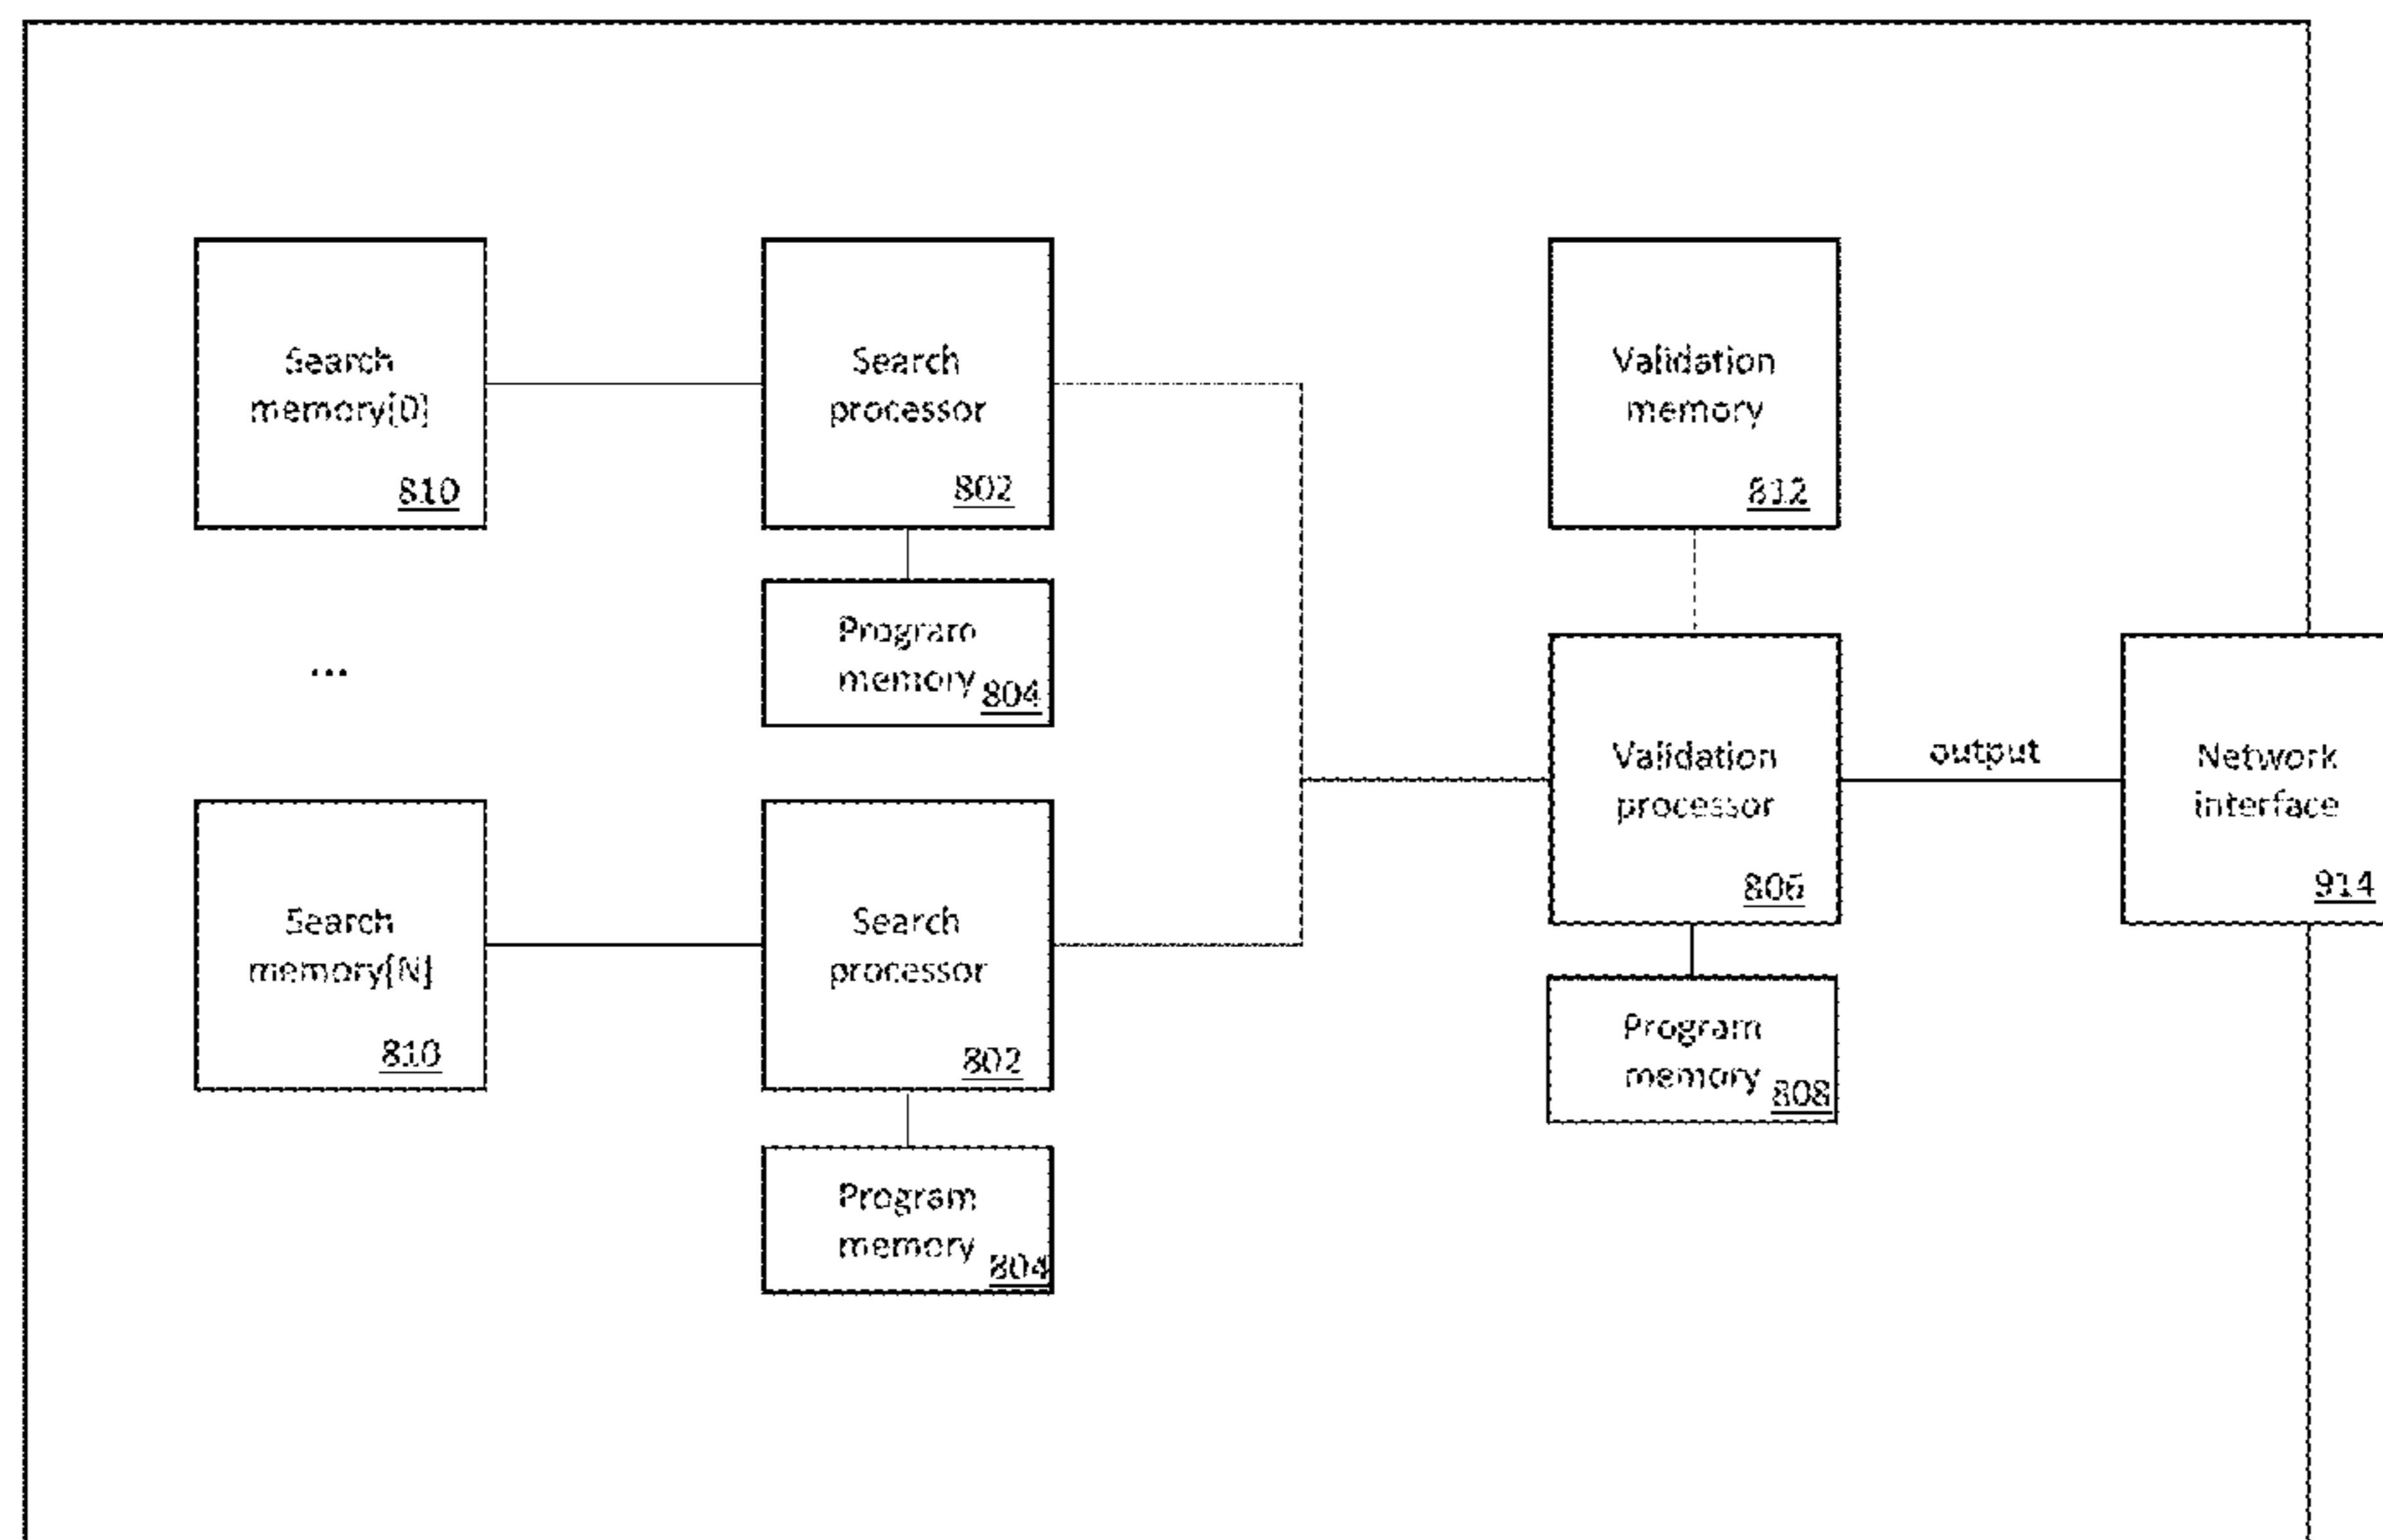 Search
memory[0]
810
Search
processor
802
Validation
memory
812
Program
memory
804
...
Search
memory[N]
810
Search
processor
802
Validation
processor
806
output
Network
interface
914
Program
memory
808
Program
memory
804